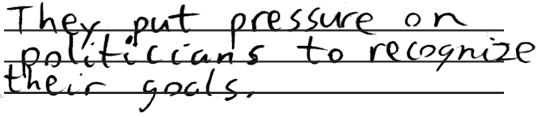 They put pressure on
politicians to recognize
their goals.